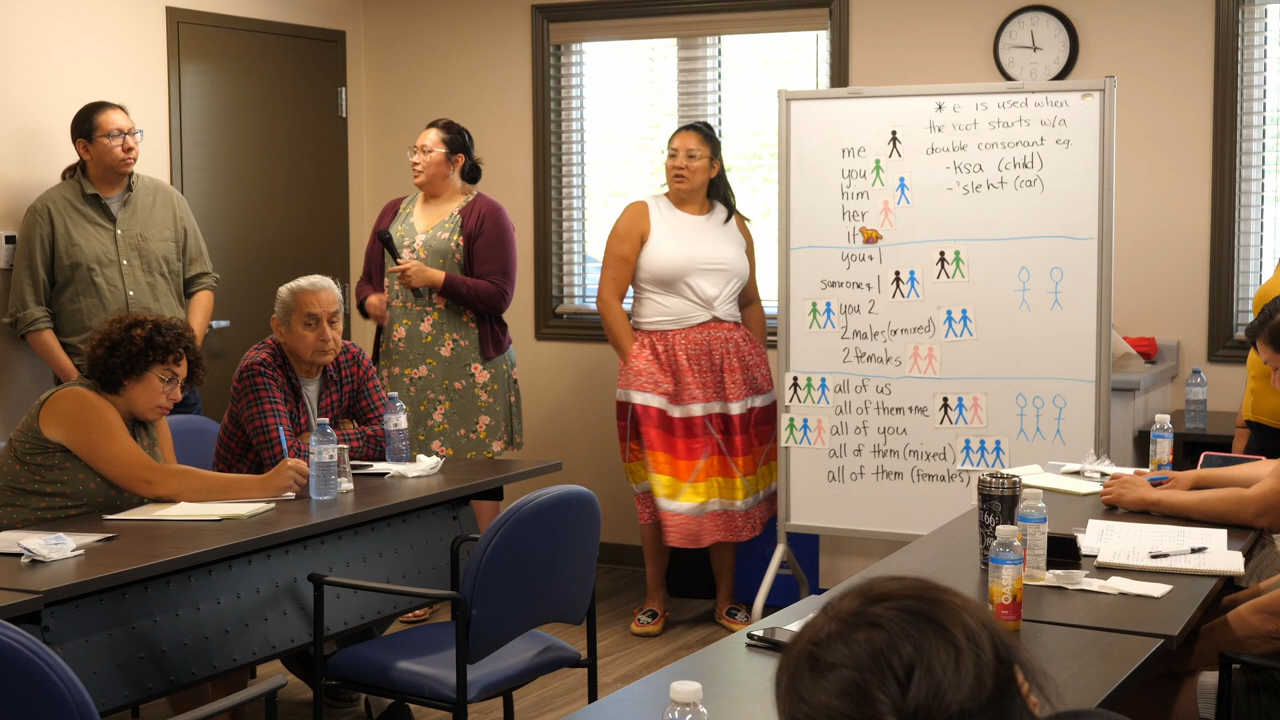 * e is used when
the root starts w/a
double consonant eg.
-ksa (child)
-'sleht (car)
me
you
him
her
it
you + I
someone + I
you 2
2 males (or mixed)
2 females
all of us
all of them + me
all of you
all of them (mixed)
all of them (females)
OASIS